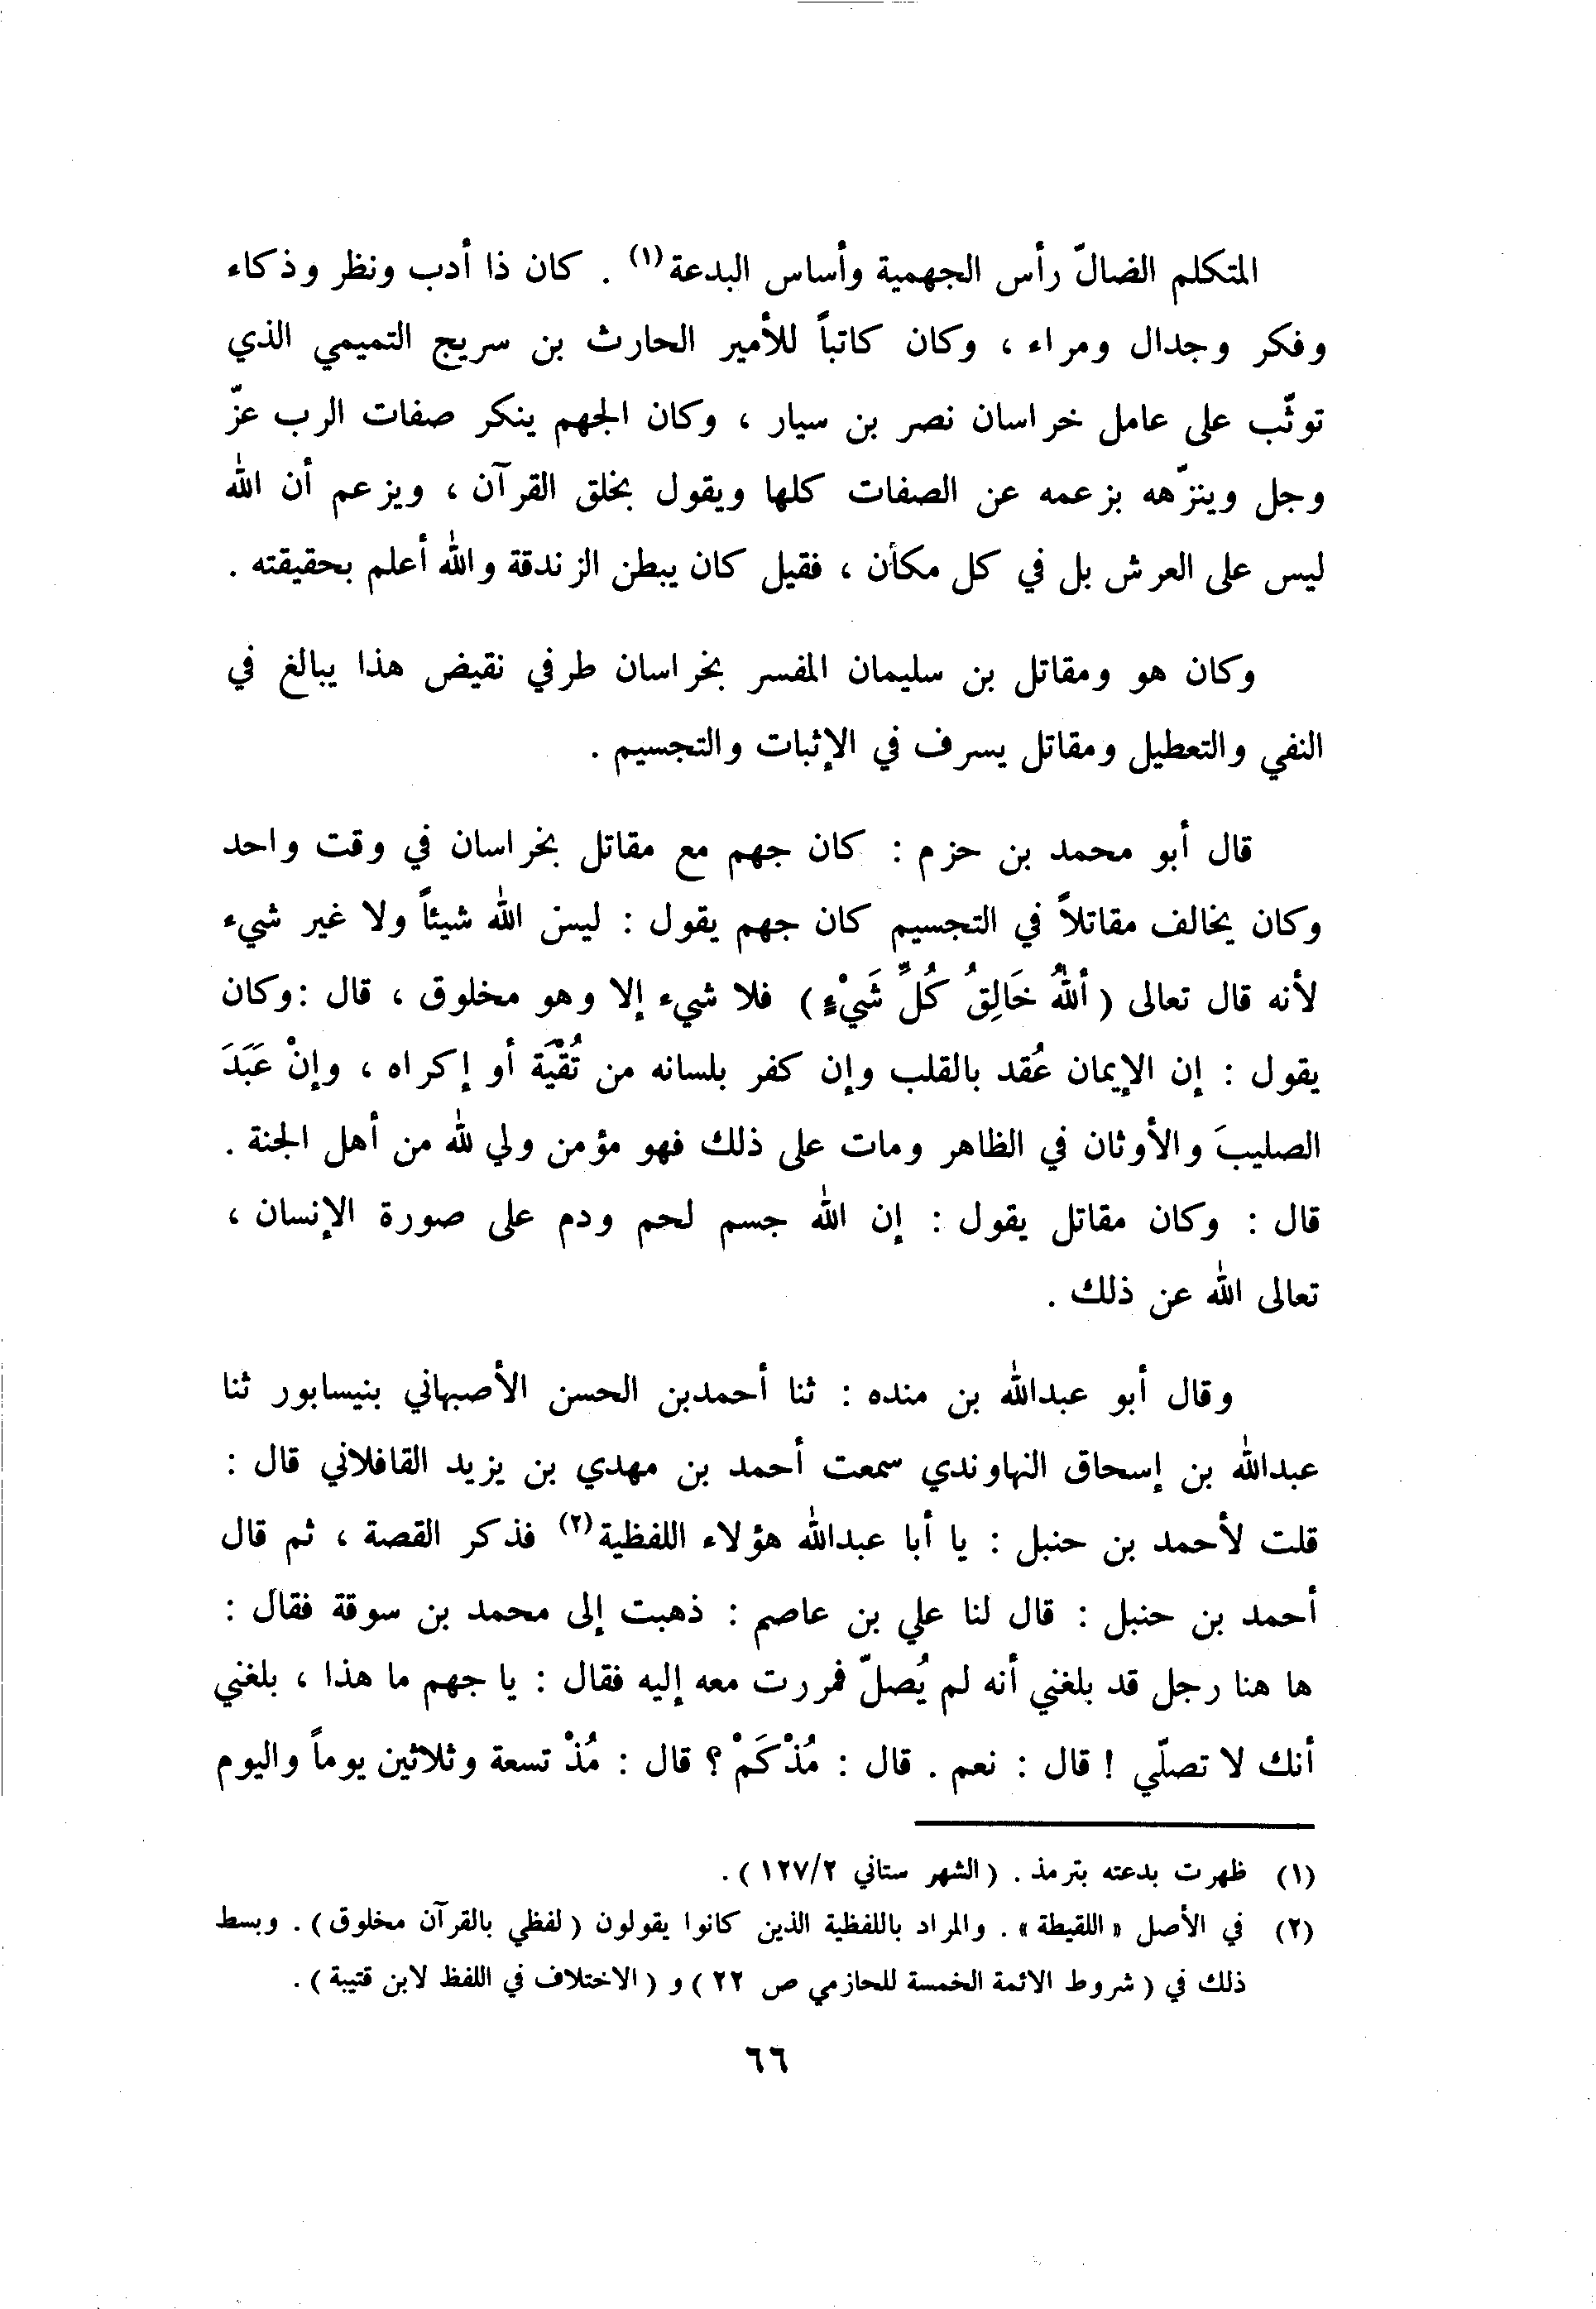 المتكلم الضالّ رأس الجهمية وأساس البدعة(١) . كان ذا أدب ونظر وذكاء
وفكر وجدال ومراء ، وكان كاتباً للأمير الحارث بن سريج التميمي الذي
توثّب على عامل خراسان نصر بن سيار ، وكان الجهم ينكر صفات الرب عزّ
وجل وينزّهه بزعمه عن الصفات كلها ويقول بخلق القرآن ، ويزعم أن الله
ليس على العرش بل في كل مكان ، فقيل كان يبطن الزندقة والله أعلم بحقيقته .
وكان هو ومقاتل بن سليمان المفسر بخراسان طرفي نقيض هذا يبالغ في
النفي والتعطيل ومقاتل يسرف في الإثبات والتجسيم .
قال أبو محمد بن حزم : كان جهم مع مقاتل بخراسان في وقت واحد
وكان يخالف مقاتلاً في التجسيم كان جهم يقول : ليس الله شيئاً ولا غير شيء
لأنه قال تعالى ( أللهُ خَالِقُ كُلِّ شَيْءٍ ) فلا شيء إلا وهو مخلوق ، قال : وكان
يقول : إن الإيمان عُقد بالقلب وإن كفر بلسانه من تُقْيَة أو إكراه ، وإنْ عَبَدَ
الصليبَ والأوثان في الظاهر ومات على ذلك فهو مؤمن ولي لله من أهل الجنة .
قال : وكان مقاتل يقول : إن الله جسم لحم ودم على صورة الإنسان ،
تعالى الله عن ذلك .
وقال أبو عبدالله بن منده : ثنا أحمدبن الحسن الأصبهاني بنيسابور ثنا
عبدالله بن إسحاق النهاوندي سمعت أحمد بن مهدي بن يزيد القافلاني قال :
قلت لأحمد بن حنبل : يا أبا عبدالله هؤلاء اللفظية(٢) فذكر القصة ، ثم قال
أحمد بن حنبل : قال لنا علي بن عاصم : ذهبت إلى محمد بن سوقة فقال :
ها هنا رجل قد بلغني أنه لم يُصلّ فمررت معه إليه فقال : يا جهم ما هذا ، بلغني
أنك لا تصلّي ! قال : نعم . قال : مُذْ كَمْ ؟ قال : مُذْ تسعة وثلاثين يوماً واليوم
(١) ظهرت بدعته بترمذ . ( الشهر ستاني ١٢٧/٢ ) .
(٢) في الأصل « اللقيطة » . والمراد باللفظية الذين كانوا يقولون ( لفظي بالقرآن مخلوق ) . وبسط
ذلك في ( شروط الائمة الخمسة للحازمي ص ٢٢ ) و ( الاختلاف في اللفظ لابن قتيبة ) .
٦٦